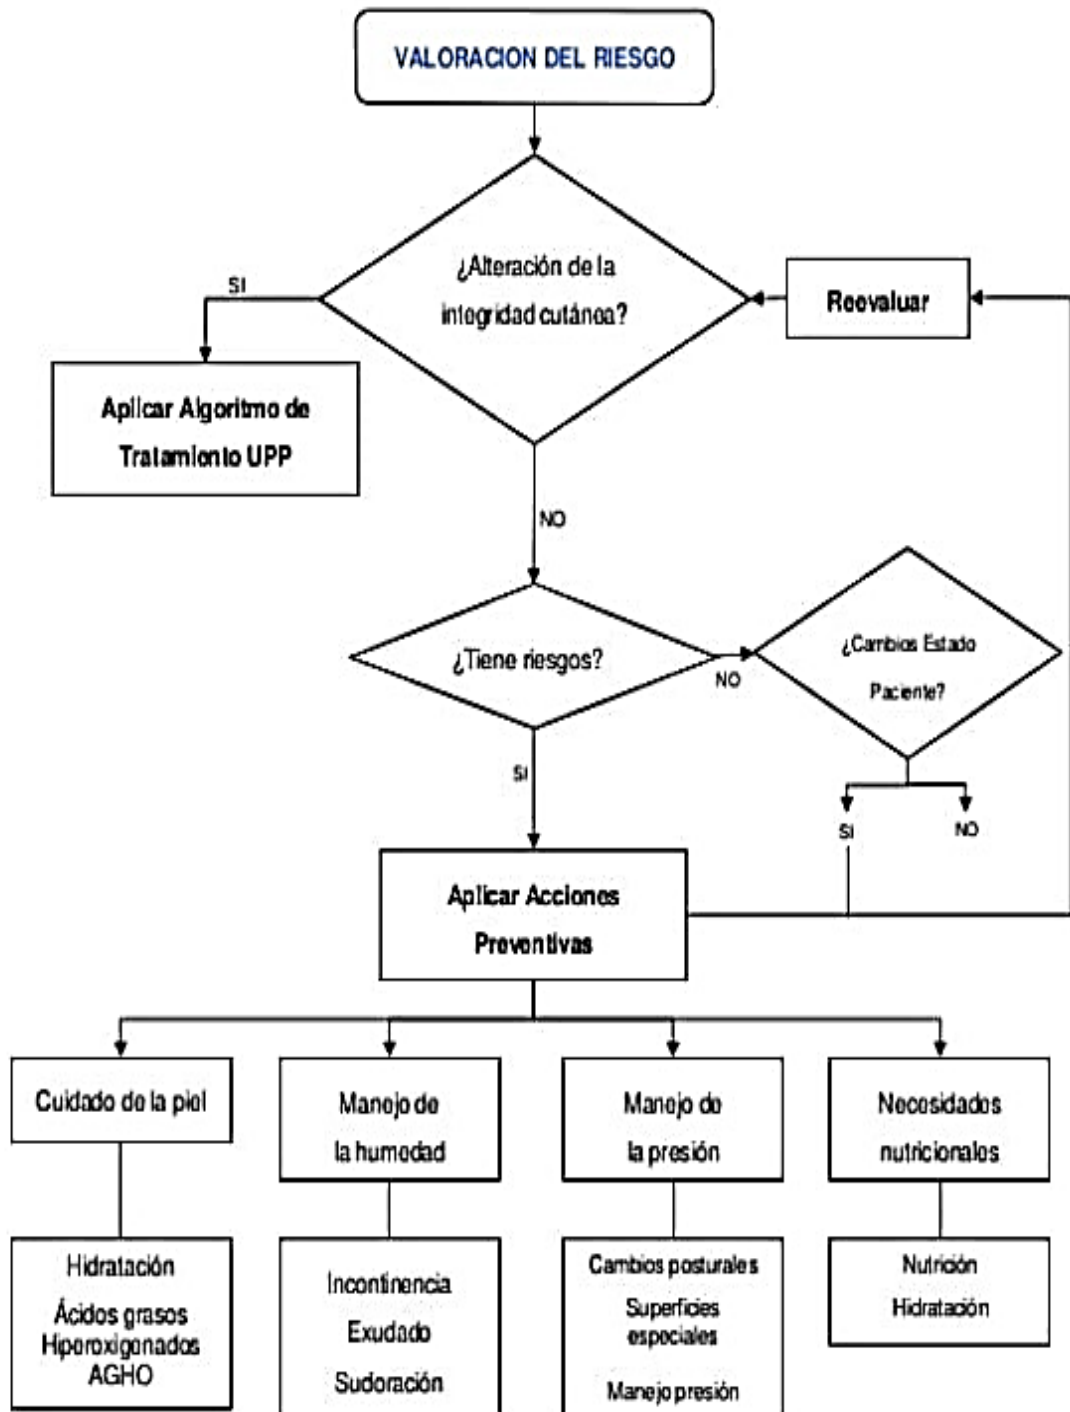 VALORACION DEL RIESGO
¿Alteración de la
integridad cutánea?
SI
Reevaluar
Aplicar Algoritmo de
Tratamiento UPP
NO
¿Tiene riesgos?
NO
¿Cambios Estado
Paciente?
SI
SI
NO
Aplicar Acciones
Preventivas
Cuidado de la piel
Manejo de
la humedad
Manejo de
la presión
Necesidades
nutricionales
Hidratación
Ácidos grasos
Hiperoxigenados
AGHO
Incontinencia
Exudado
Sudoración
Cambios posturales
Superficies
especiales
Manejo presión
Nutrición
Hidratación